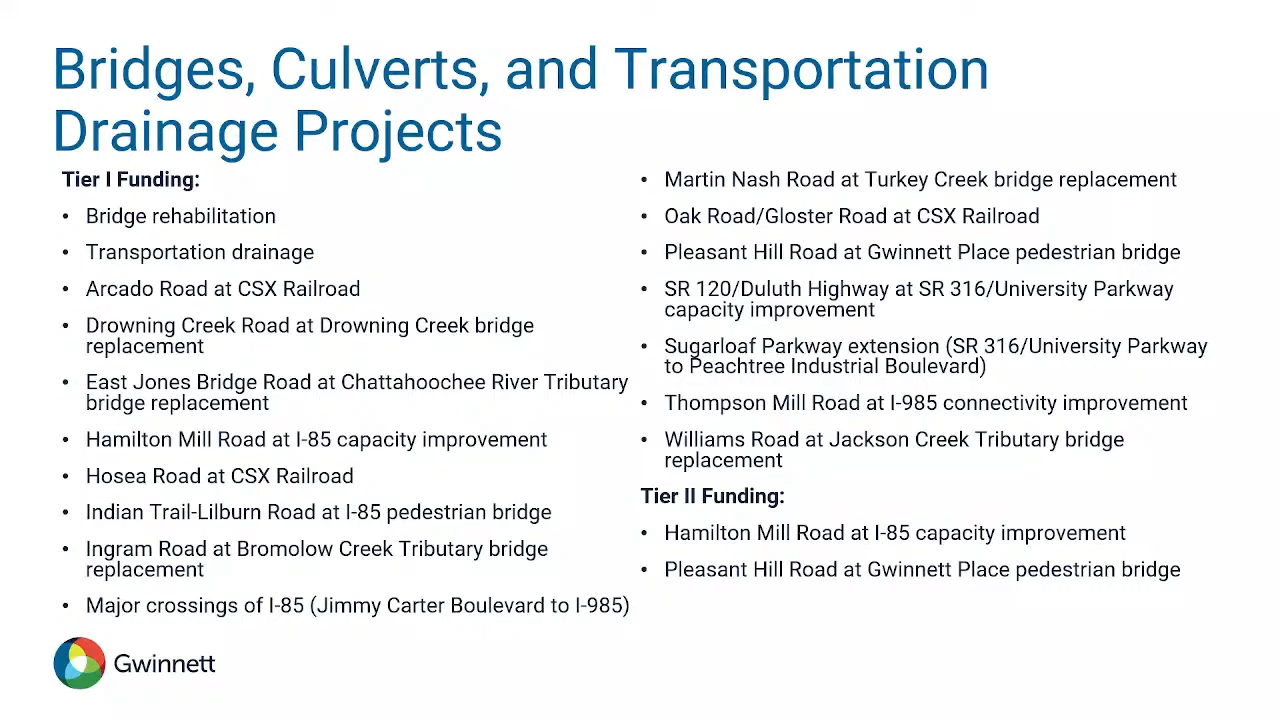 Bridges, Culverts, and Transportation
Drainage Projects
Tier I Funding:
• Bridge rehabilitation
• Transportation drainage
• Arcado Road at CSX Railroad
• Drowning Creek Road at Drowning Creek bridge
replacement
• East Jones Bridge Road at Chattahoochee River Tributary
bridge replacement
• Hamilton Mill Road at I-85 capacity improvement
• Hosea Road at CSX Railroad
• Indian Trail-Lilburn Road at I-85 pedestrian bridge
• Ingram Road at Bromolow Creek Tributary bridge
replacement
• Major crossings of I-85 (Jimmy Carter Boulevard to I-985)
• Martin Nash Road at Turkey Creek bridge replacement
• Oak Road/Gloster Road at CSX Railroad
• Pleasant Hill Road at Gwinnett Place pedestrian bridge
• SR 120/Duluth Highway at SR 316/University Parkway
capacity improvement
• Sugarloaf Parkway extension (SR 316/University Parkway
to Peachtree Industrial Boulevard)
• Thompson Mill Road at I-985 connectivity improvement
• Williams Road at Jackson Creek Tributary bridge
replacement
Tier II Funding:
• Hamilton Mill Road at I-85 capacity improvement
• Pleasant Hill Road at Gwinnett Place pedestrian bridge
Gwinnett